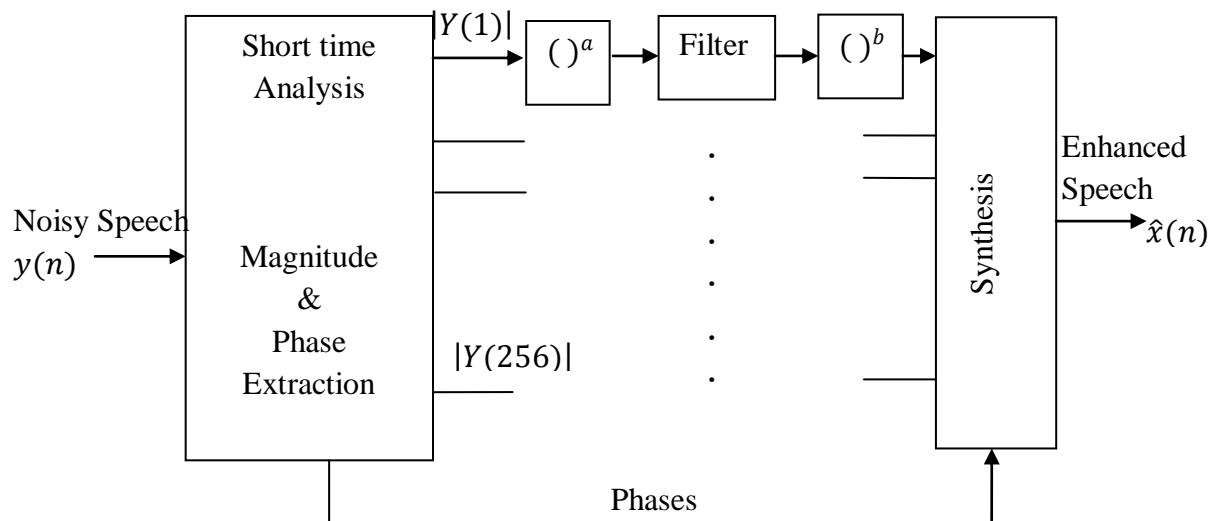 Short time
Analysis
|Y(1)|
( )^a
Filter
( )^b
Noisy Speech
y(n)
Magnitude
&
Phase
Extraction
|Y(256)|
Synthesis
Enhanced
Speech
x̂(n)
Phases